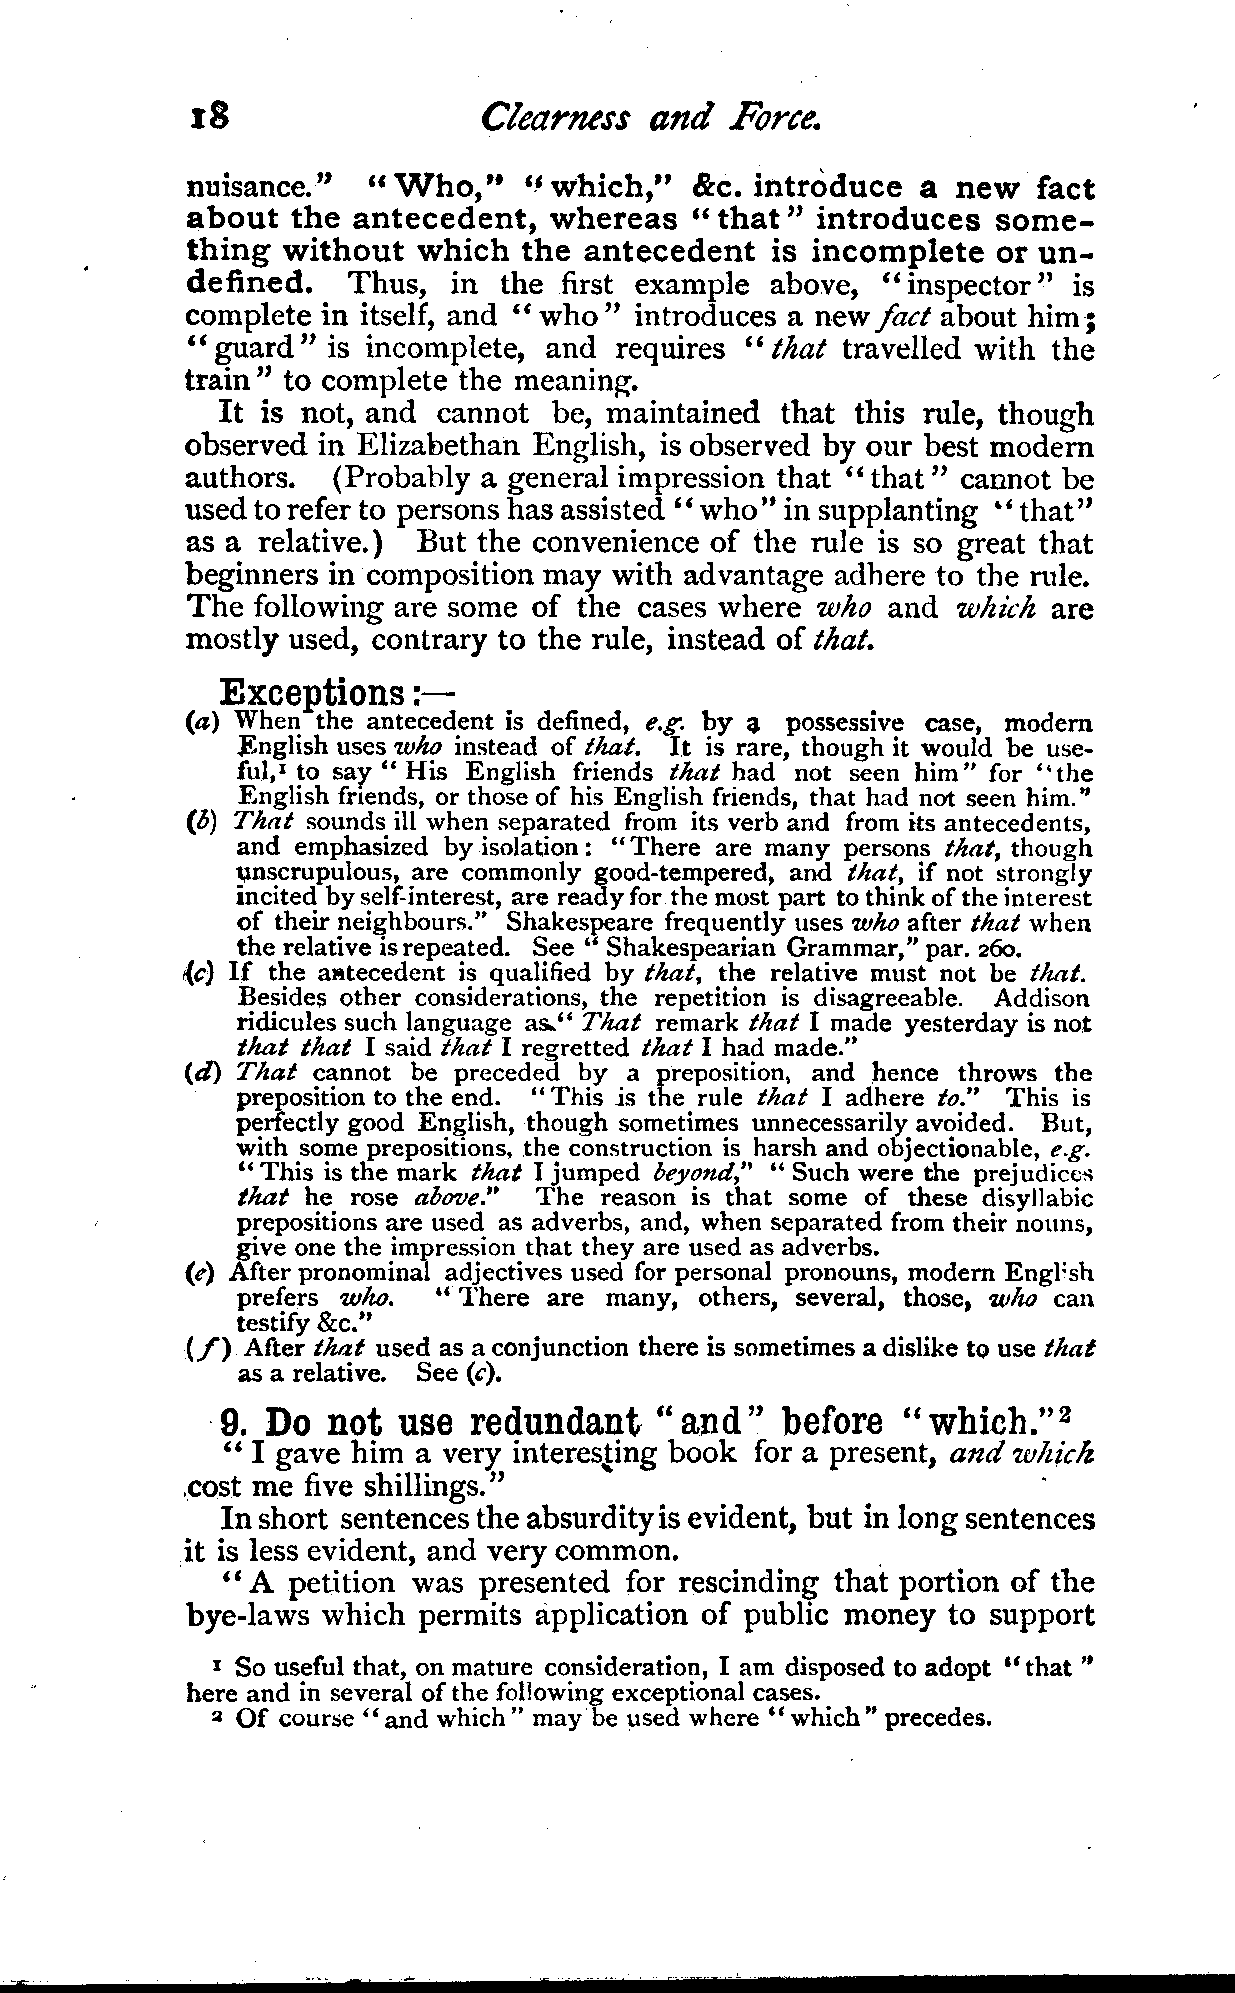 18 Clearness and Force.
nuisance." "Who," "which," &c. introduce a new fact
about the antecedent, whereas "that" introduces some-
thing without which the antecedent is incomplete or un-
defined. Thus, in the first example above, "inspector" is
complete in itself, and "who" introduces a new fact about him;
"guard" is incomplete, and requires "that travelled with the
train" to complete the meaning.
It is not, and cannot be, maintained that this rule, though
observed in Elizabethan English, is observed by our best modern
authors. (Probably a general impression that "that" cannot be
used to refer to persons has assisted "who" in supplanting "that"
as a relative.) But the convenience of the rule is so great that
beginners in composition may with advantage adhere to the rule.
The following are some of the cases where who and which are
mostly used, contrary to the rule, instead of that.
Exceptions:—
(a) When the antecedent is defined, e.g. by a possessive case, modern
English uses who instead of that. It is rare, though it would be use-
ful,¹ to say "His English friends that had not seen him" for "the
English friends, or those of his English friends, that had not seen him."
(b) That sounds ill when separated from its verb and from its antecedents,
and emphasized by isolation: "There are many persons that, though
unscrupulous, are commonly good-tempered, and that, if not strongly
incited by self-interest, are ready for the most part to think of the interest
of their neighbours." Shakespeare frequently uses who after that when
the relative is repeated. See "Shakespearian Grammar," par. 260.
(c) If the antecedent is qualified by that, the relative must not be that.
Besides other considerations, the repetition is disagreeable. Addison
ridicules such language as "That remark that I made yesterday is not
that that I said that I regretted that I had made."
(d) That cannot be preceded by a preposition, and hence throws the
preposition to the end. "This is the rule that I adhere to." This is
perfectly good English, though sometimes unnecessarily avoided. But,
with some prepositions, the construction is harsh and objectionable, e.g.
"This is the mark that I jumped beyond," "Such were the prejudices
that he rose above." The reason is that some of these disyllabic
prepositions are used as adverbs, and, when separated from their nouns,
give one the impression that they are used as adverbs.
(e) After pronominal adjectives used for personal pronouns, modern English
prefers who. "There are many, others, several, those, who can
testify &c."
(f) After that used as a conjunction there is sometimes a dislike to use that
as a relative. See (c).
9. Do not use redundant "and" before "which."²
"I gave him a very interesting book for a present, and which
cost me five shillings."
In short sentences the absurdity is evident, but in long sentences
it is less evident, and very common.
"A petition was presented for rescinding that portion of the
bye-laws which permits application of public money to support
¹ So useful that, on mature consideration, I am disposed to adopt "that"
here and in several of the following exceptional cases.
² Of course "and which" may be used where "which" precedes.